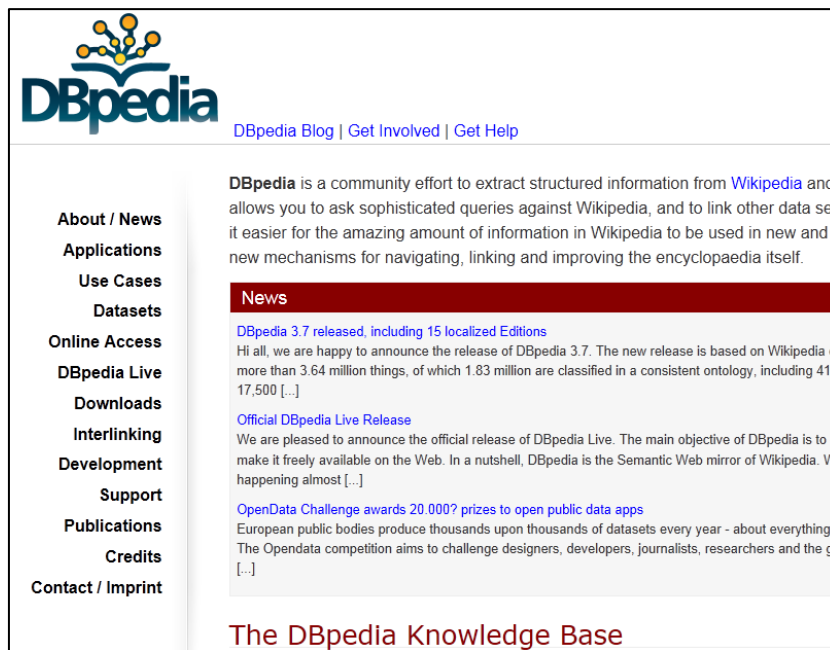 DBpedia
DBpedia Blog | Get Involved | Get Help
About / News
Applications
Use Cases
Datasets
Online Access
DBpedia Live
Downloads
Interlinking
Development
Support
Publications
Credits
Contact / Imprint
DBpedia is a community effort to extract structured information from Wikipedia and
allows you to ask sophisticated queries against Wikipedia, and to link other data se
it easier for the amazing amount of information in Wikipedia to be used in new and
new mechanisms for navigating, linking and improving the encyclopaedia itself.
News
DBpedia 3.7 released, including 15 localized Editions
Hi all, we are happy to announce the release of DBpedia 3.7. The new release is based on Wikipedia
more than 3.64 million things, of which 1.83 million are classified in a consistent ontology, including 41
17,500 [...]
Official DBpedia Live Release
We are pleased to announce the official release of DBpedia Live. The main objective of DBpedia is to
make it freely available on the Web. In a nutshell, DBpedia is the Semantic Web mirror of Wikipedia. W
happening almost [...]
OpenData Challenge awards 20.000? prizes to open public data apps
European public bodies produce thousands upon thousands of datasets every year - about everything
The Opendata competition aims to challenge designers, developers, journalists, researchers and the g
[...]
The DBpedia Knowledge Base